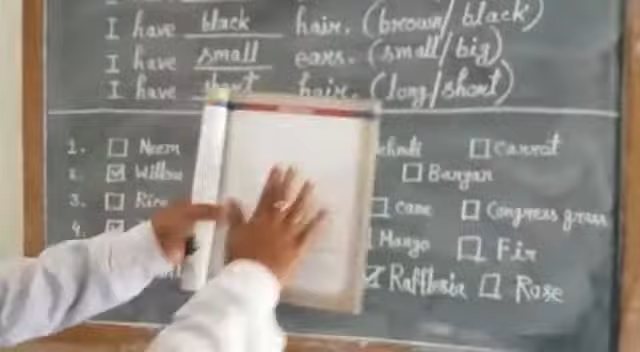 I have black hair. (brown/black)
I have small ears. (small/big)
I have short hair. (long/short)
1. ☐ Neem ☐ Carrot
2. ☑ Willow ☐ Banyan
3. ☐ Rice ☐ Cane ☐ Congress grass
4. ☑ Mango ☐ Fir
☑ Rafflesia ☐ Rose